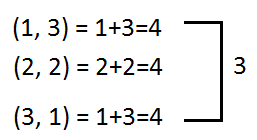 (1, 3) = 1+3=4
(2, 2) = 2+2=4
3
(3, 1) = 1+3=4